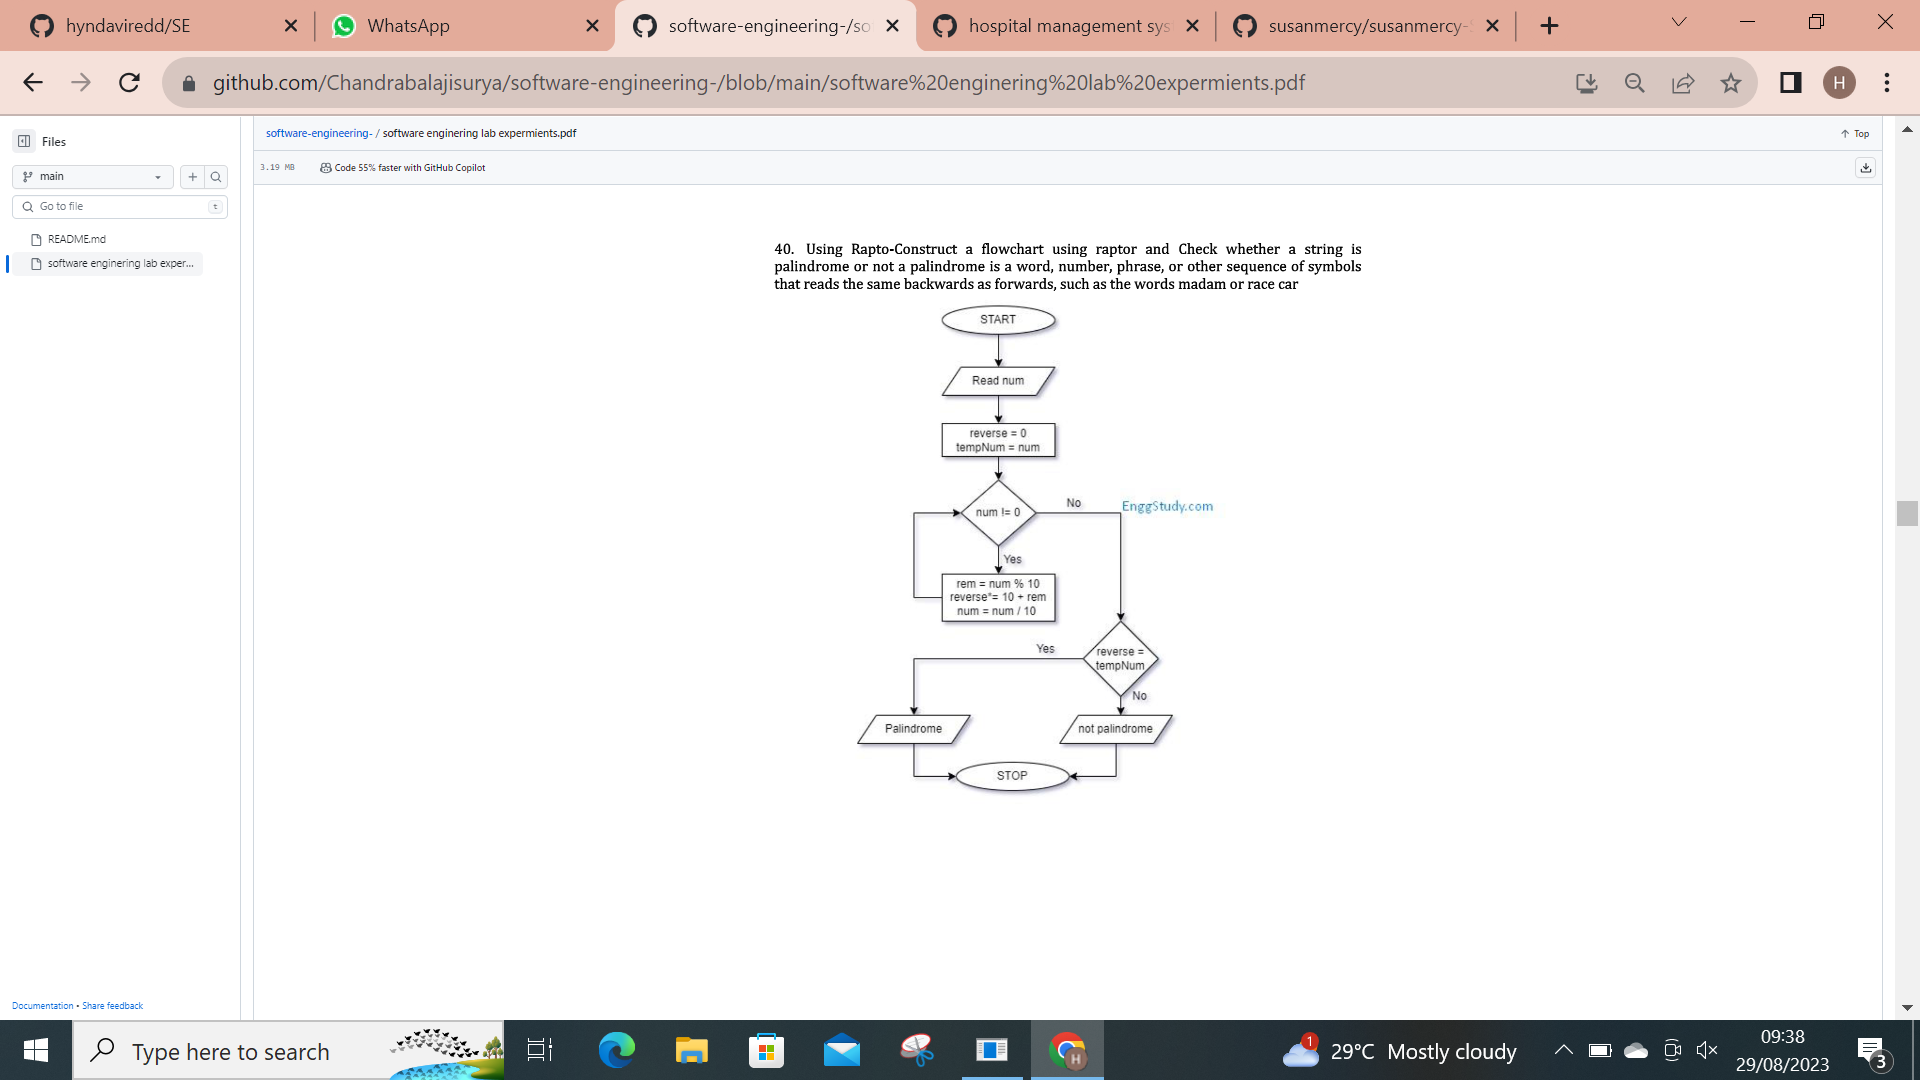 hyndaviredd/SE
WhatsApp
software-engineering-/so
hospital management sys
susanmercy/susanmercy-
github.com/Chandrabalajisurya/software-engineering-/blob/main/software%20enginering%20lab%20expermients.pdf
H
Files
software-engineering- / software enginering lab expermients.pdf
Top
main
3.19 MB
Code 55% faster with GitHub Copilot
Go to file
t
README.md
software enginering lab exper...
40. Using Rapto-Construct a flowchart using raptor and Check whether a string is
palindrome or not a palindrome is a word, number, phrase, or other sequence of symbols
that reads the same backwards as forwards, such as the words madam or race car
START
Read num
reverse = 0
tempNum = num
num != 0
No
EnggStudy.com
Yes
rem = num % 10
reverse*= 10 + rem
num = num / 10
Yes
reverse =
tempNum
No
Palindrome
not palindrome
STOP
Documentation • Share feedback
Type here to search
H
1
29°C Mostly cloudy
09:38
29/08/2023
3